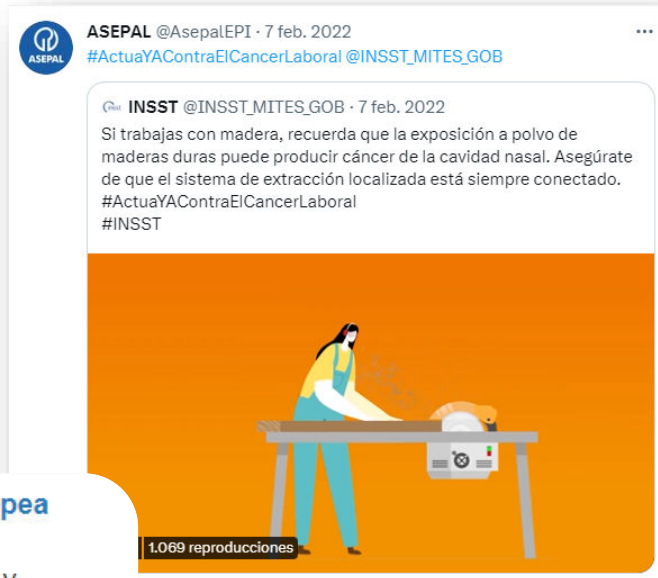 ASEPAL
ASEPAL @AsepalEPI · 7 feb. 2022
#ActuaYAContraElCancerLaboral @INSST_MITES_GOB
INSST @INSST_MITES_GOB · 7 feb. 2022
Si trabajas con madera, recuerda que la exposición a polvo de
maderas duras puede producir cáncer de la cavidad nasal. Asegúrate
de que el sistema de extracción localizada está siempre conectado.
#ActuaYAContraElCancerLaboral
#INSST
1.069 reproducciones
pea
y